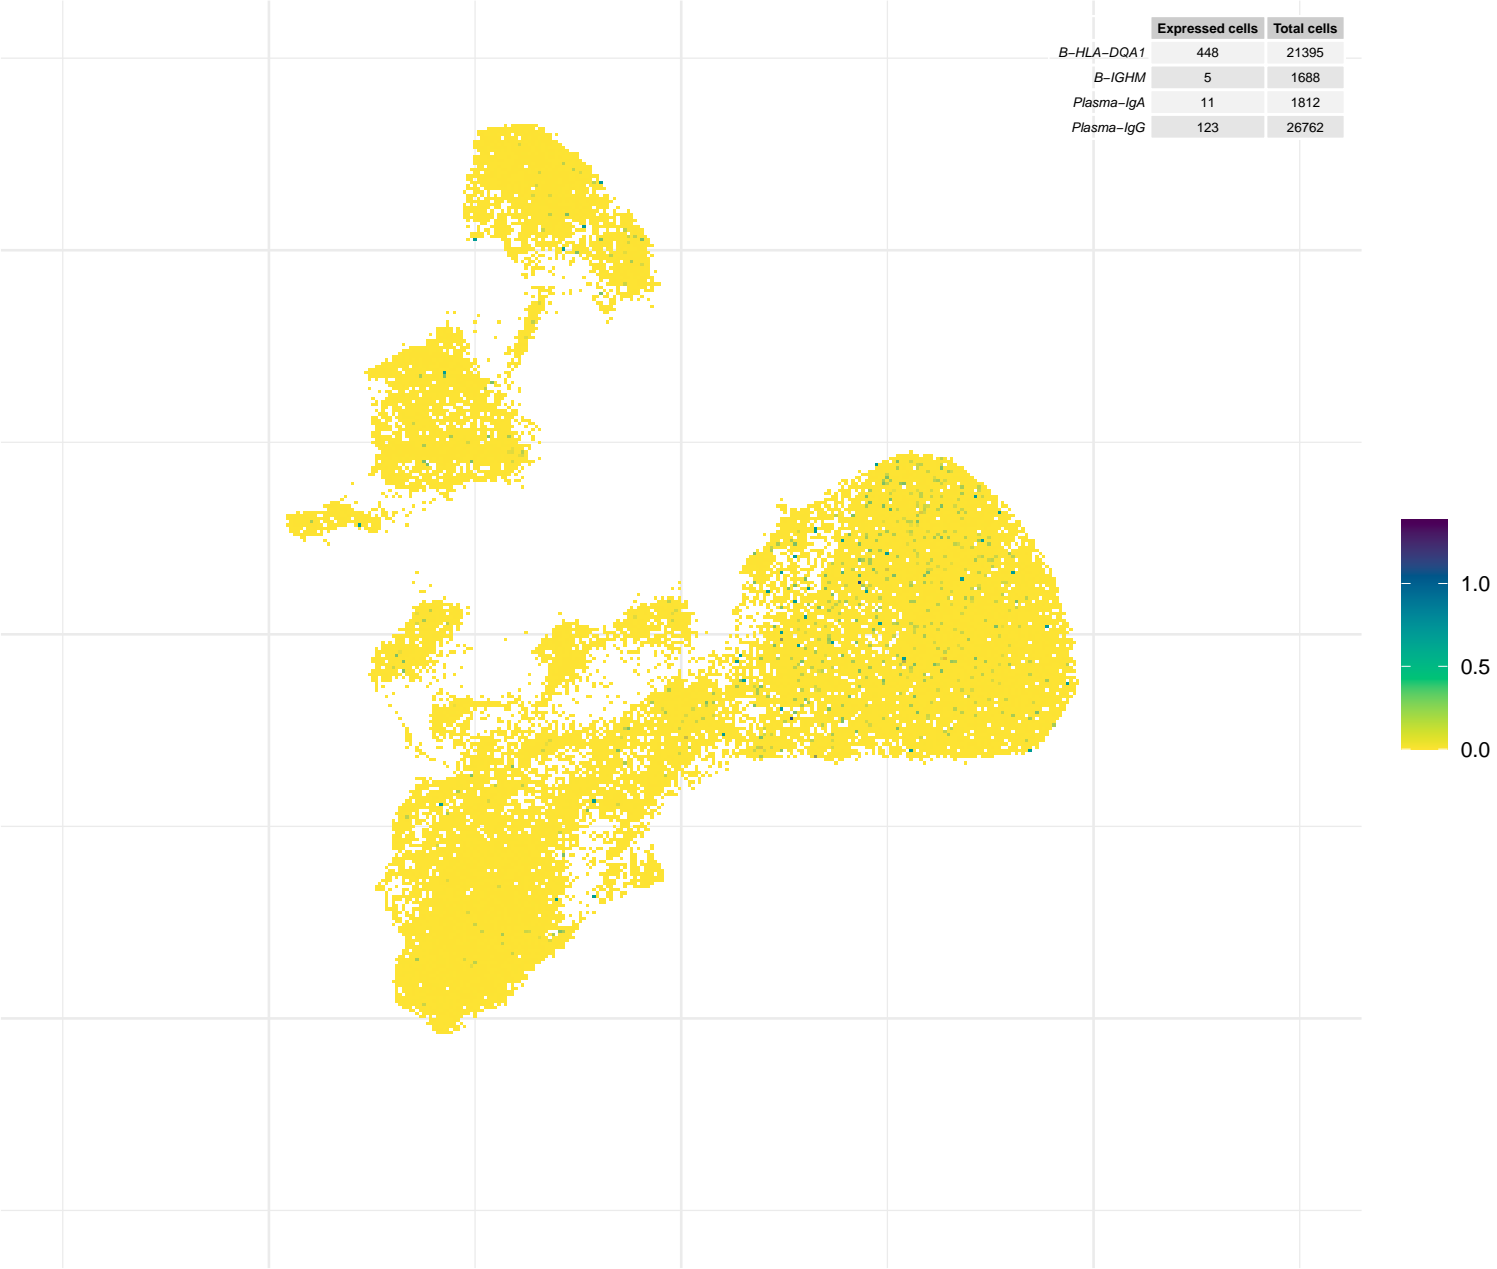 Expressed cells Total cells
B−HLA−DQA1 448 21395
B−IGHM 5 1688
Plasma−IgA 11 1812
Plasma−IgG 123 26762
1.0
0.5
0.0